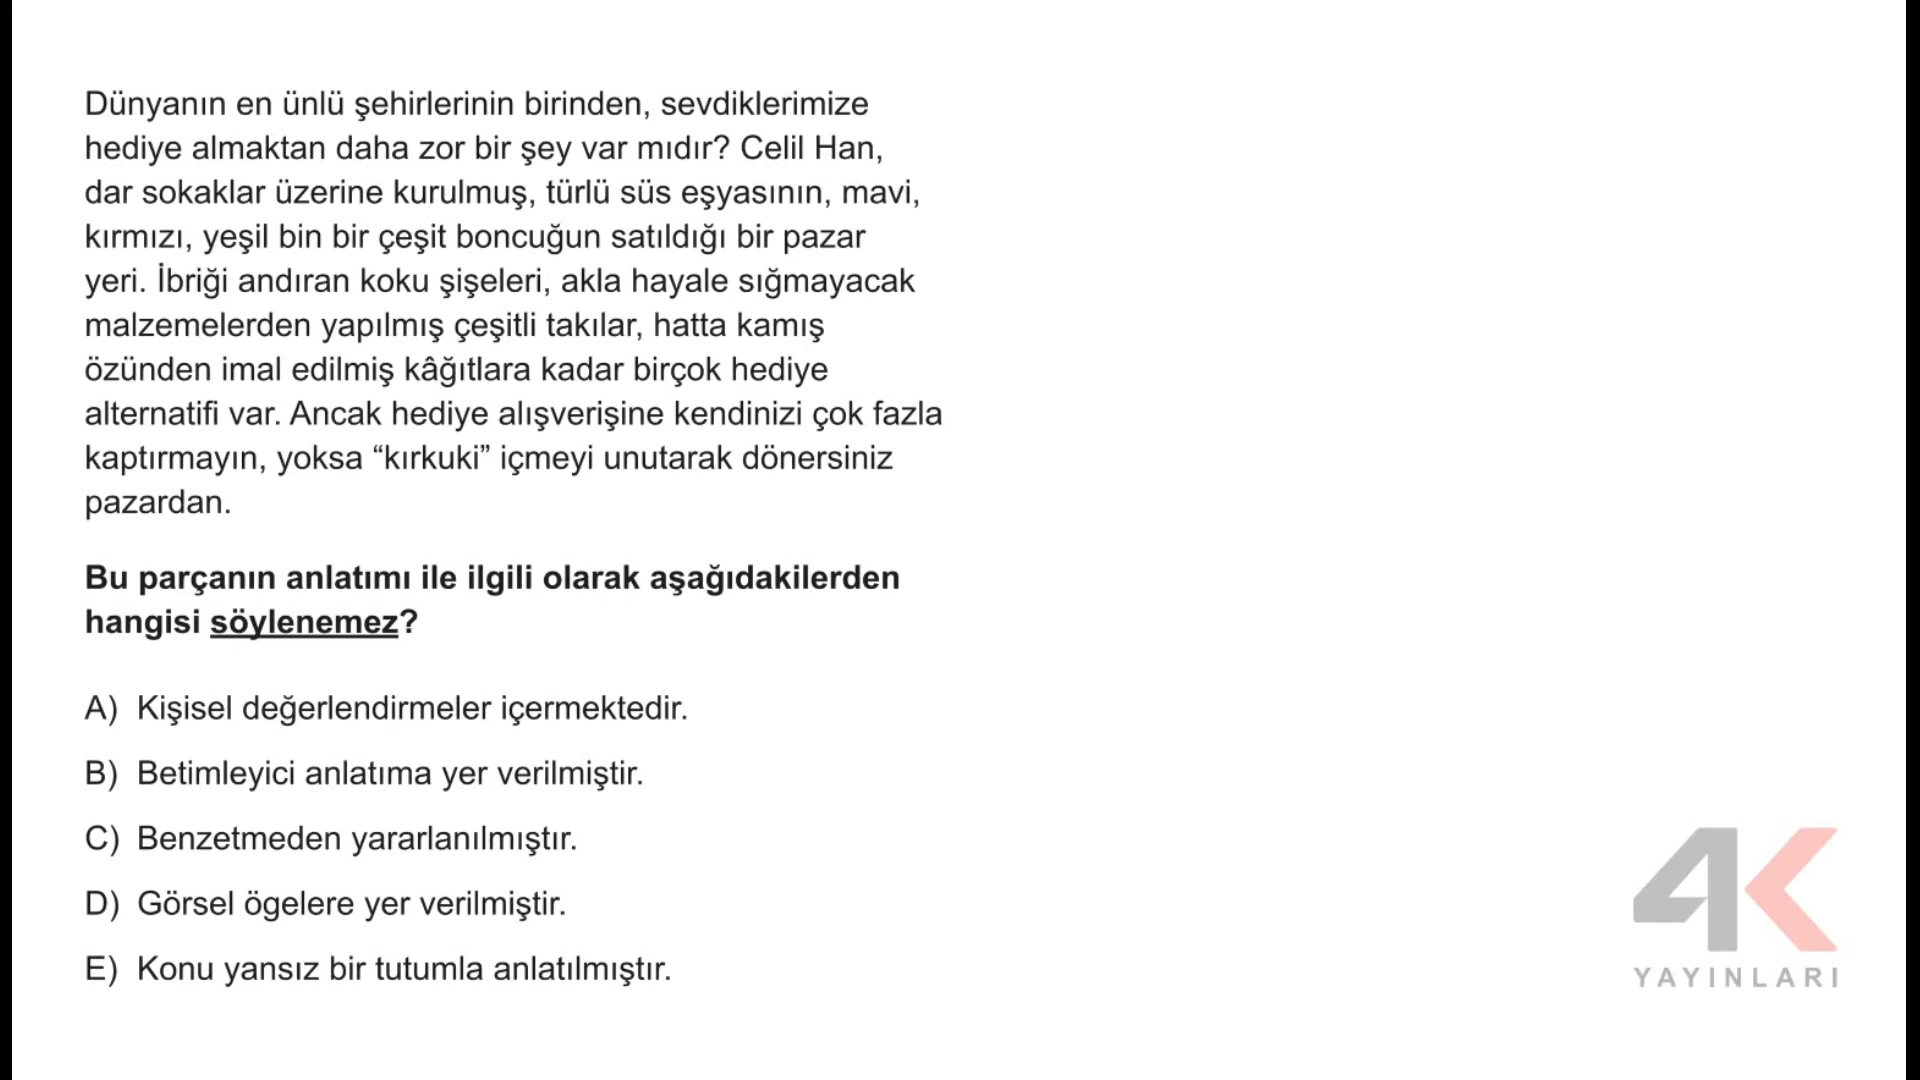 Dünyanın en ünlü şehirlerinin birinden, sevdiklerimize
hediye almaktan daha zor bir şey var mıdır? Celil Han,
dar sokaklar üzerine kurulmuş, türlü süs eşyasının, mavi,
kırmızı, yeşil bin bir çeşit boncuğun satıldığı bir pazar
yeri. İbriği andıran koku şişeleri, akla hayale sığmayacak
malzemelerden yapılmış çeşitli takılar, hatta kamış
özünden imal edilmiş kâğıtlara kadar birçok hediye
alternatifi var. Ancak hediye alışverişine kendinizi çok fazla
kaptırmayın, yoksa “kırkuki” içmeyi unutarak dönersiniz
pazardan.
Bu parçanın anlatımı ile ilgili olarak aşağıdakilerden
hangisi söylenemez?
A) Kişisel değerlendirmeler içermektedir.
B) Betimleyici anlatıma yer verilmiştir.
C) Benzetmeden yararlanılmıştır.
D) Görsel ögelere yer verilmiştir.
E) Konu yansız bir tutumla anlatılmıştır.
4K
YAYINLARI